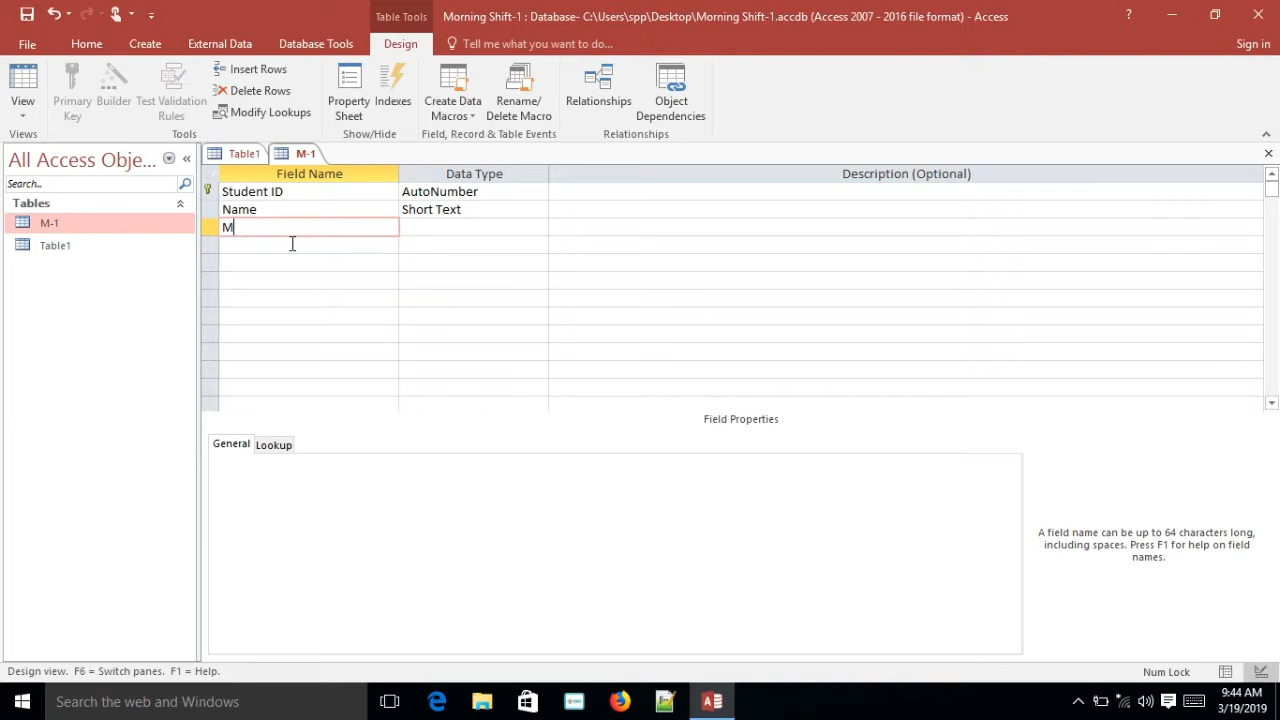 Table Tools
Morning Shift-1 : Database- C:\Users\spp\Desktop\Morning Shift-1.accdb (Access 2007 - 2016 file format) - Access
?
File
Home
Create
External Data
Database Tools
Design
Tell me what you want to do...
Sign in
View
Primary Key
Builder
Test Validation Rules
Insert Rows
Delete Rows
Modify Lookups
Property Sheet
Indexes
Create Data Macros
Rename/ Delete Macro
Relationships
Object Dependencies
Views
Tools
Show/Hide
Field, Record & Table Events
Relationships
All Access Obje...
Search...
Tables
M-1
Table1
Table1
M-1
Field Name
Data Type
Description (Optional)
Student ID
AutoNumber
Name
Short Text
M
Field Properties
General
Lookup
A field name can be up to 64 characters long,
including spaces. Press F1 for help on field
names.
Design view. F6 = Switch panes. F1 = Help.
Num Lock
Search the web and Windows
9:44 AM
3/19/2019